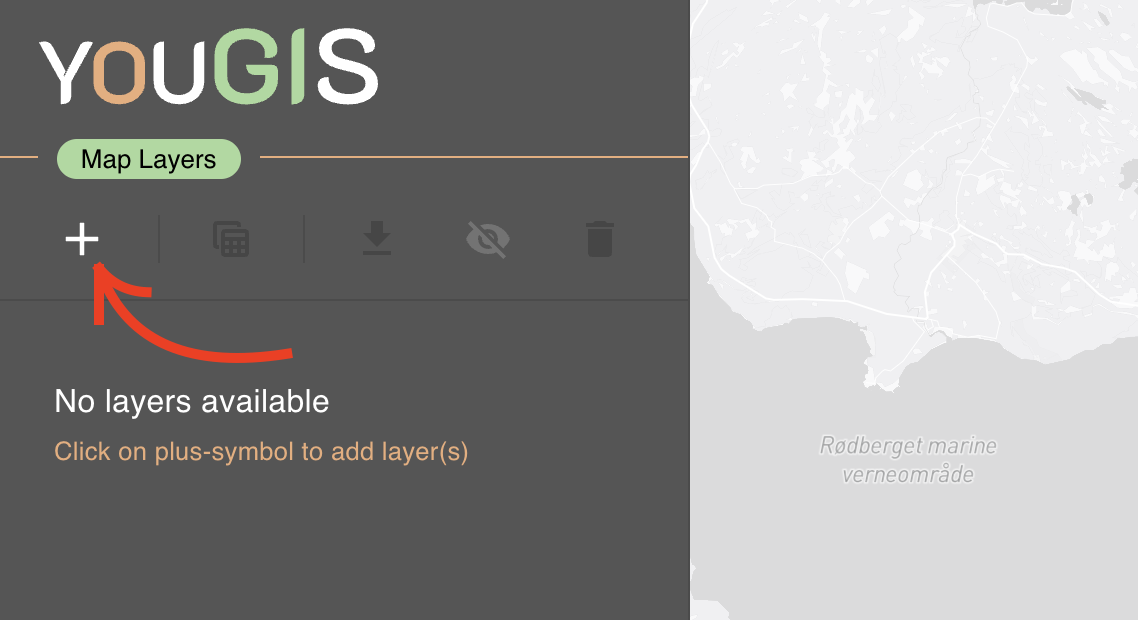 YOUGIS
Map Layers
No layers available
Click on plus-symbol to add layer(s)
Rødberget marine
verneområde